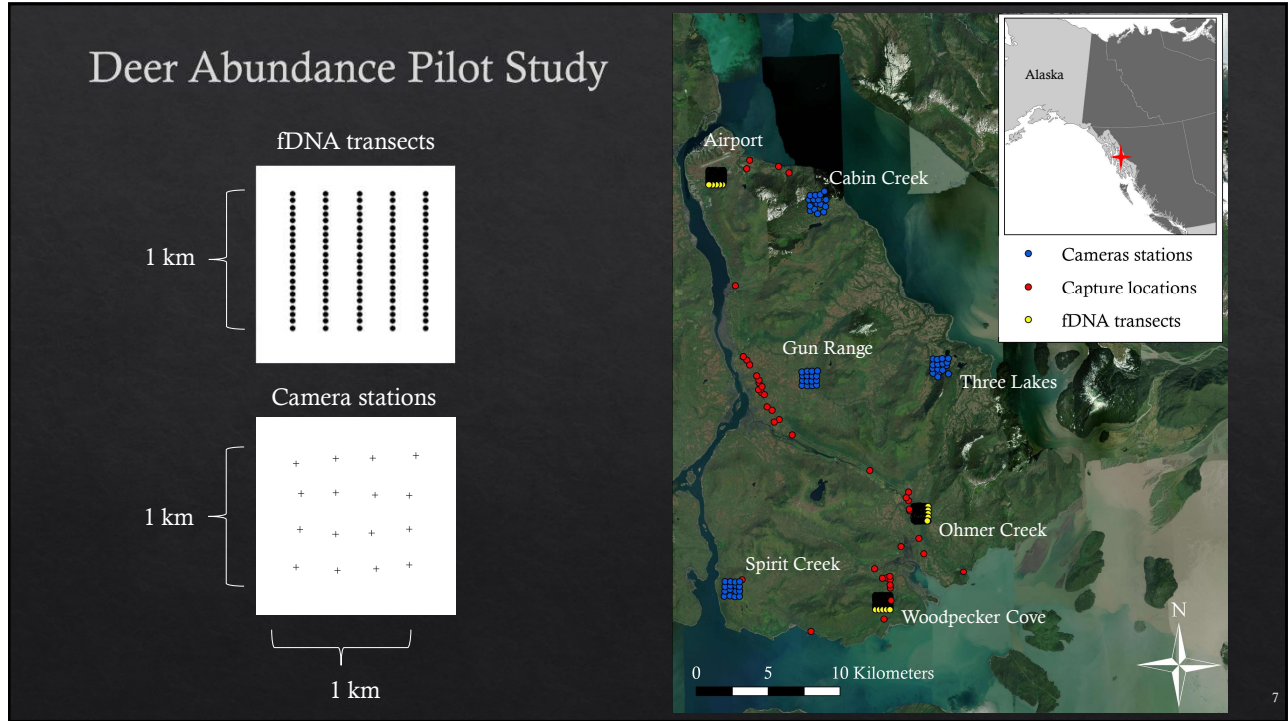 Deer Abundance Pilot Study
fDNA transects
1 km
Camera stations
1 km
1 km
Airport
Cabin Creek
Gun Range
Three Lakes
Ohmer Creek
Spirit Creek
Woodpecker Cove
0 5 10 Kilometers
N
Alaska
Cameras stations
Capture locations
fDNA transects
7